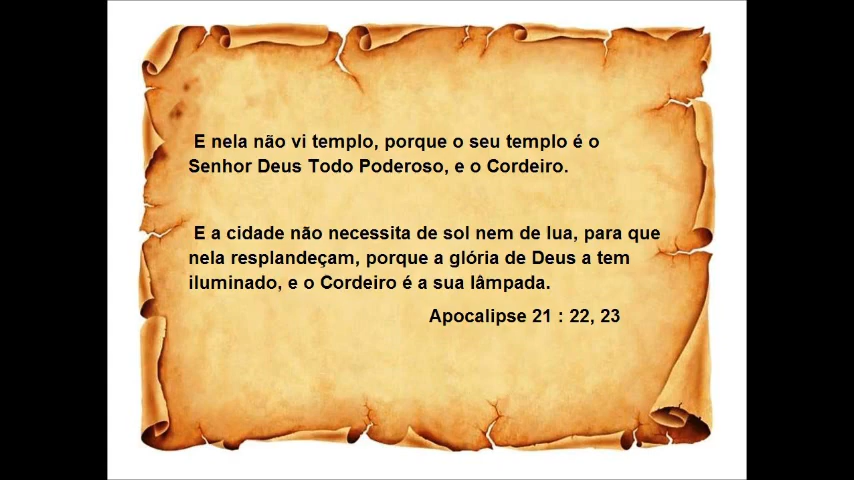 E nela não vi templo, porque o seu templo é o
Senhor Deus Todo Poderoso, e o Cordeiro.
E a cidade não necessita de sol nem de lua, para que
nela resplandeçam, porque a glória de Deus a tem
iluminado, e o Cordeiro é a sua lâmpada.
Apocalipse 21 : 22, 23